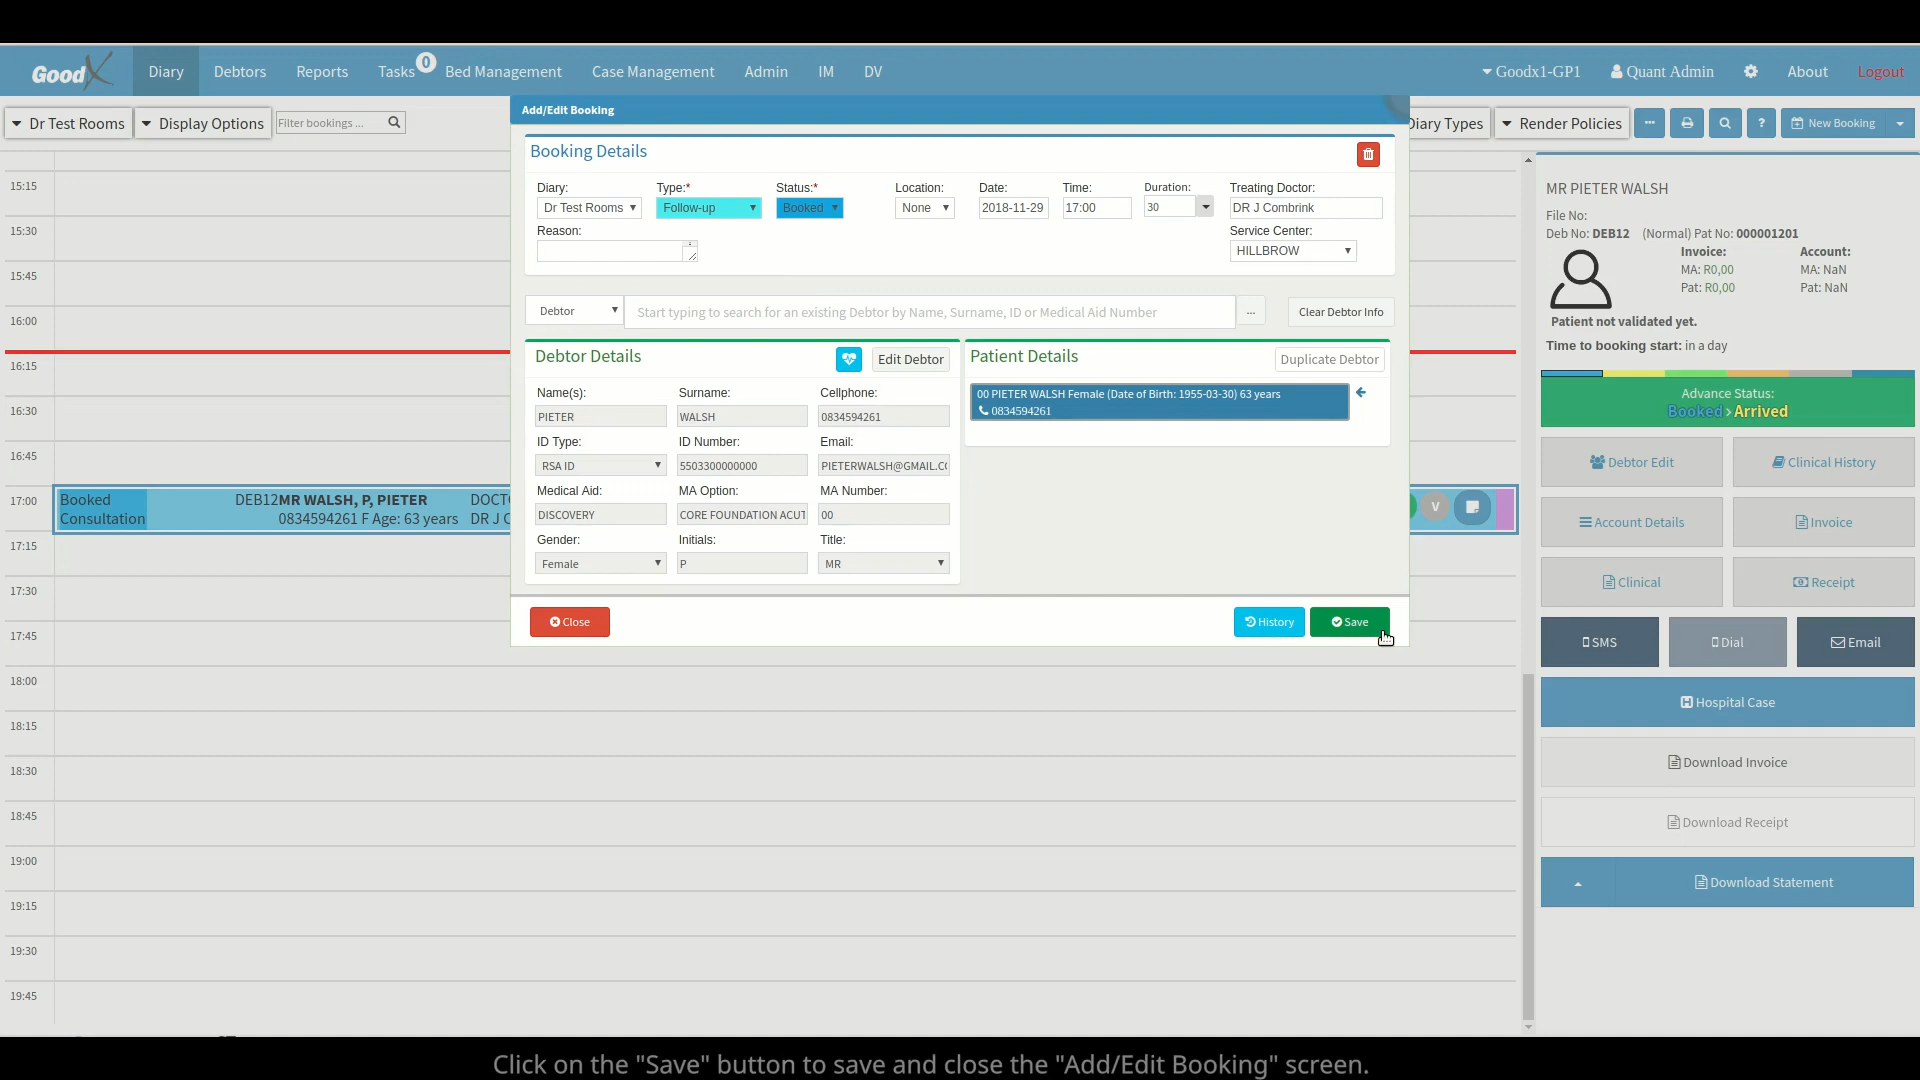 GoodX
Diary
Debtors
Reports
Tasks
0
Bed Management
Case Management
Admin
IM
DV
Goodx1-GP1
Quant Admin
About
Logout
Dr Test Rooms
Display Options
Filter bookings ...
Diary Types
Render Policies
...
?
New Booking
Add/Edit Booking
Booking Details
Diary:
Type:*
Status:*
Location:
Date:
Time:
Duration:
Treating Doctor:
Dr Test Rooms
Follow-up
Booked
None
2018-11-29
17:00
30
DR J Combrink
Reason:
Service Center:
HILLBROW
Debtor
Start typing to search for an existing Debtor by Name, Surname, ID or Medical Aid Number
...
Clear Debtor Info
Debtor Details
Edit Debtor
Name(s):
Surname:
Cellphone:
PIETER
WALSH
0834594261
ID Type:
ID Number:
Email:
RSA ID
5503300000000
PIETERWALSH@GMAIL.C
Medical Aid:
MA Option:
MA Number:
DISCOVERY
CORE FOUNDATION ACUT
00
Gender:
Initials:
Title:
Female
P
MR
Patient Details
Duplicate Debtor
00 PIETER WALSH Female (Date of Birth: 1955-03-30) 63 years
0834594261
Close
History
Save
15:15
15:30
15:45
16:00
16:15
16:30
16:45
17:00
Booked
DEB12MR WALSH, P, PIETER
DOCT
Consultation
0834594261 F Age: 63 years
DR J C
V
17:15
17:30
17:45
18:00
18:15
18:30
18:45
19:00
19:15
19:30
19:45
MR PIETER WALSH
File No:
Deb No: DEB12 (Normal) Pat No: 000001201
Invoice:
Account:
MA: R0,00
MA: NaN
Pat: R0,00
Pat: NaN
Patient not validated yet.
Time to booking start: in a day
Advance Status:
Booked › Arrived
Debtor Edit
Clinical History
Account Details
Invoice
Clinical
Receipt
SMS
Dial
Email
Hospital Case
Download Invoice
Download Receipt
Download Statement
Click on the "Save" button to save and close the "Add/Edit Booking" screen.